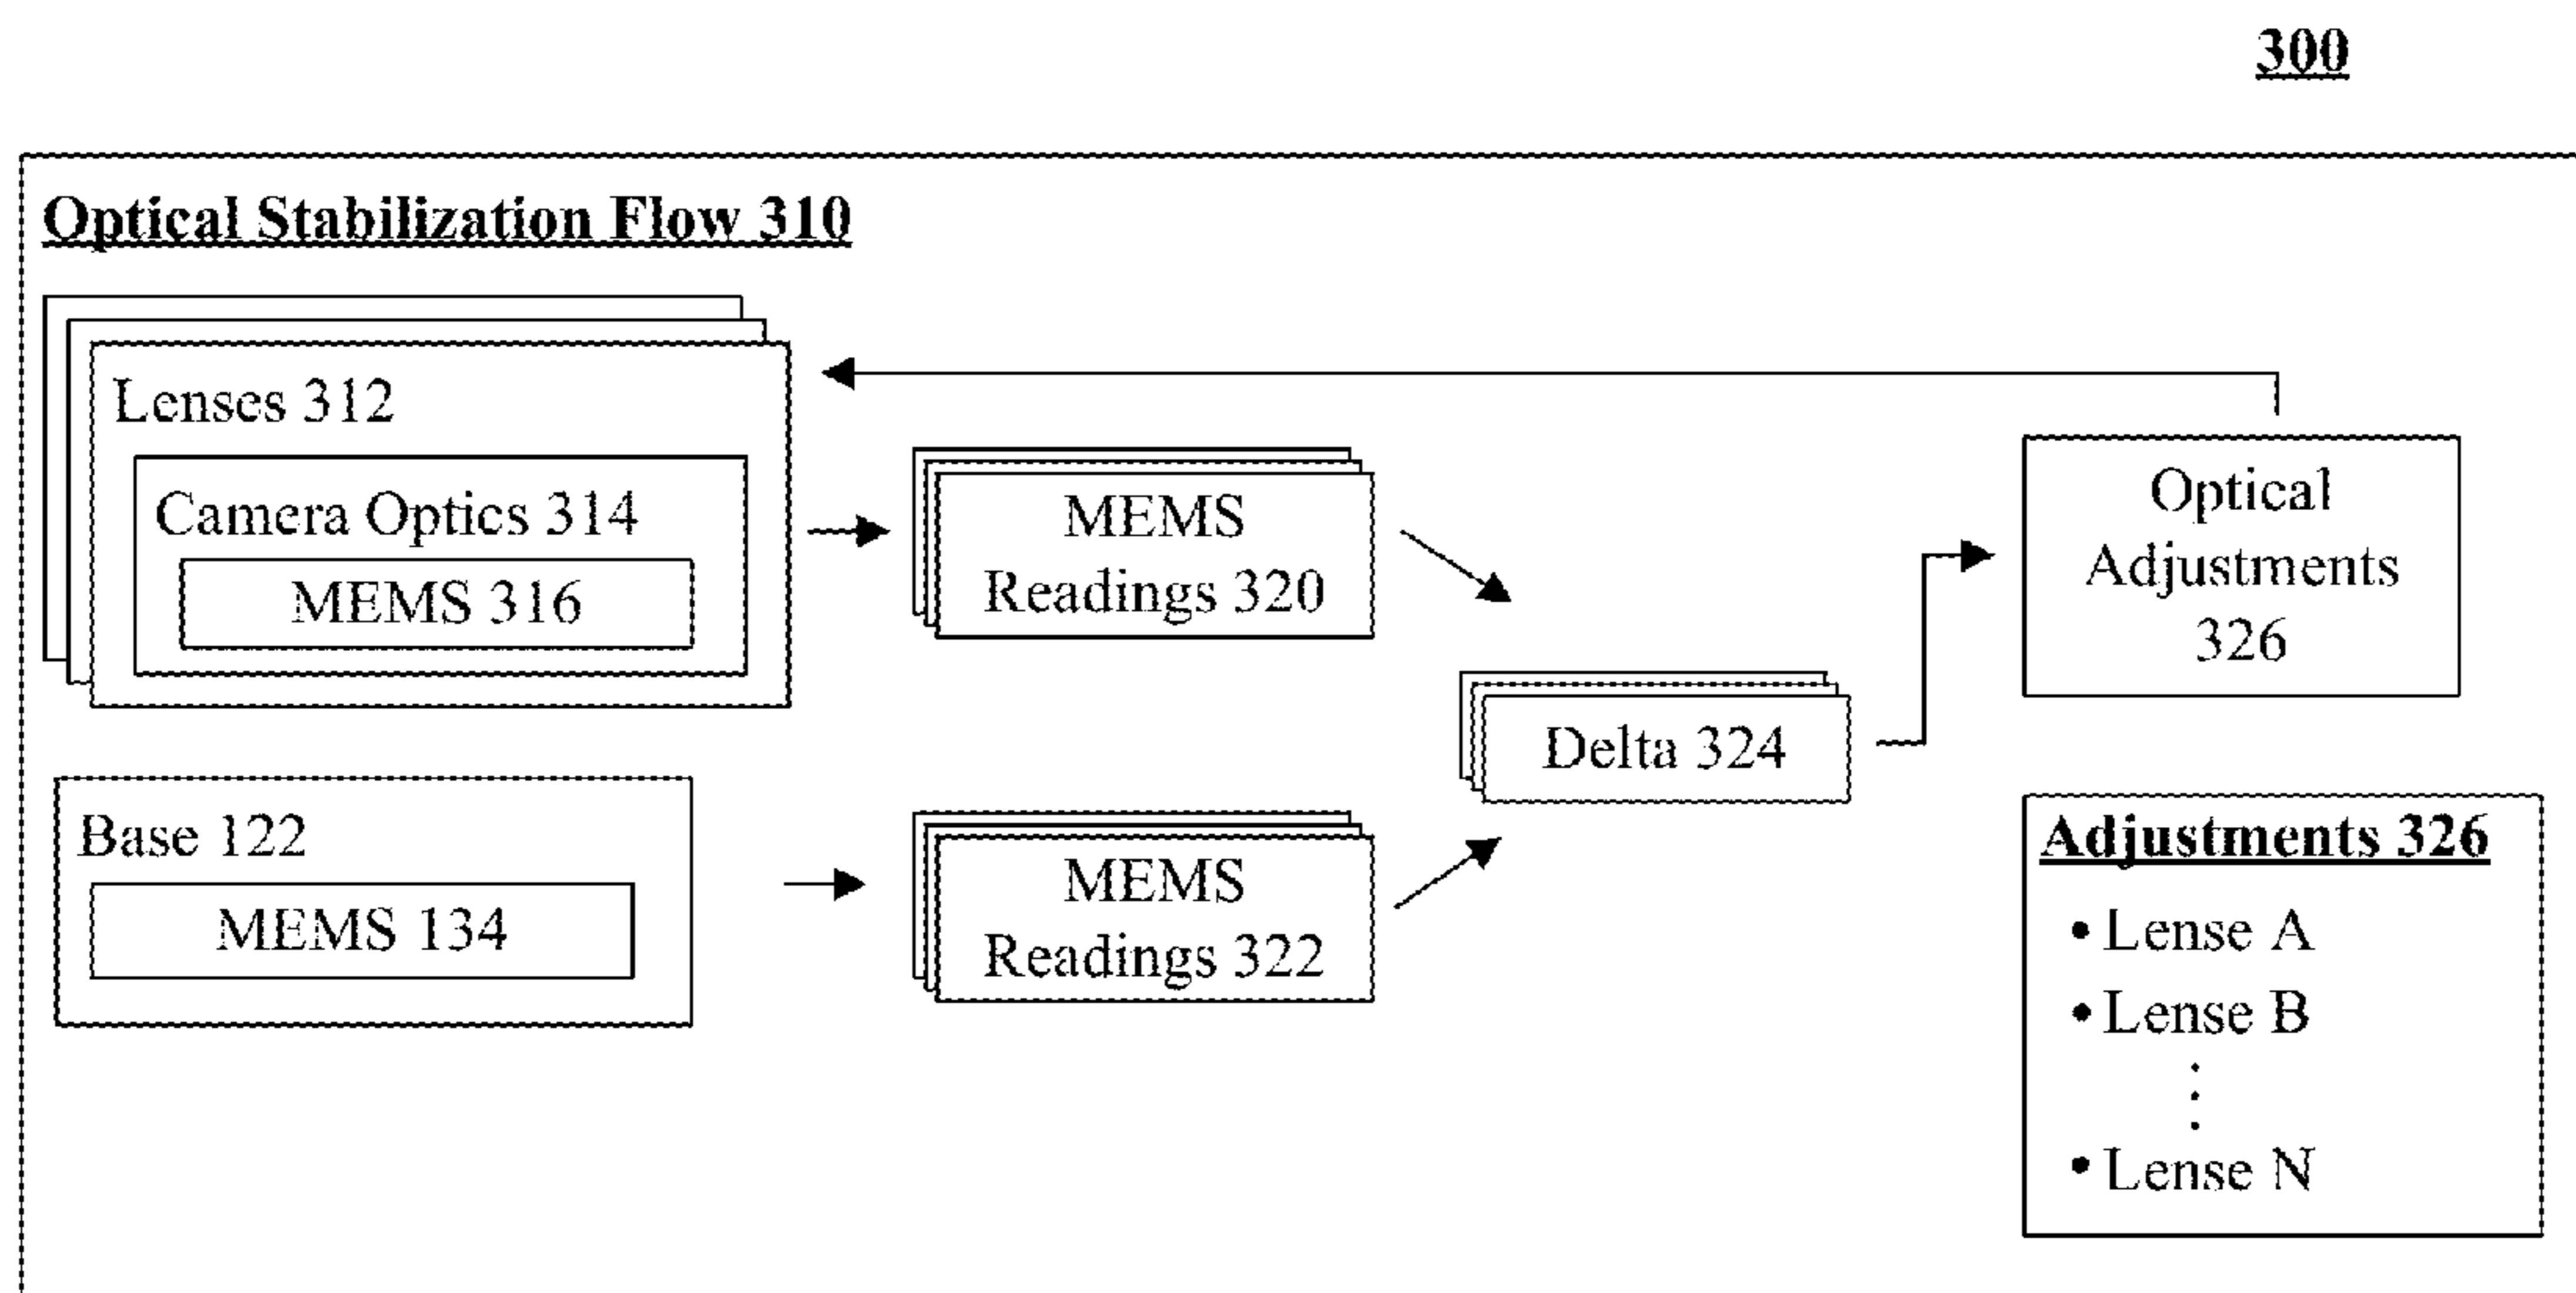 300
Optical Stabilization Flow 310
Lenses 312
Camera Optics 314
MEMS 316
MEMS
Readings 320
Optical
Adjustments
326
Delta 324
Base 122
MEMS 134
MEMS
Readings 322
Adjustments 326
• Lense A
• Lense B
• Lense N